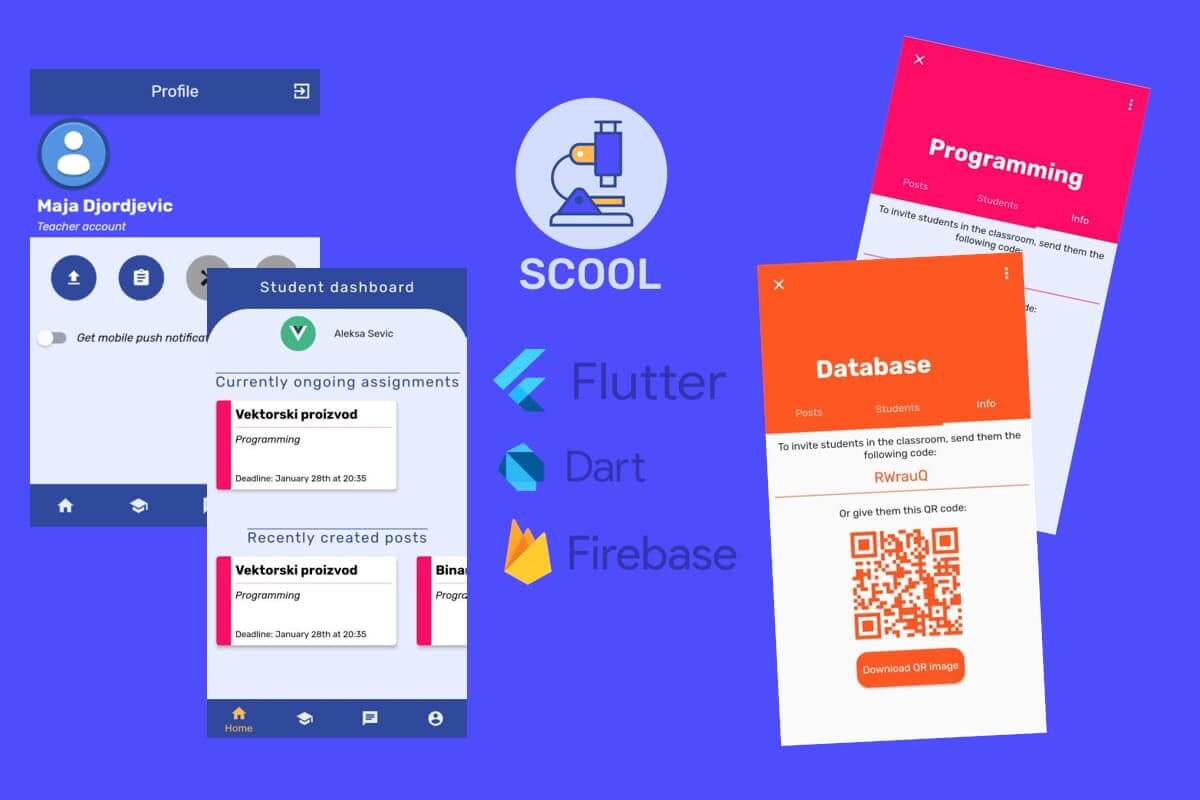 Profile
Maja Djordjevic
Teacher account
Get mobile push notificat
Student dashboard
Aleksa Sevic
Currently ongoing assignments
Vektorski proizvod
Programming
Deadline: January 28th at 20:35
Recently created posts
Vektorski proizvod
Programming
Deadline: January 28th at 20:35
Home
SCOOL
Flutter
Dart
Firebase
Programming
Posts
Students
Info
To invite students in the classroom, send them the
following code:
Database
Posts
Students
Info
To invite students in the classroom, send them the
following code:
RWrauQ
Or give them this QR code:
Download QR image